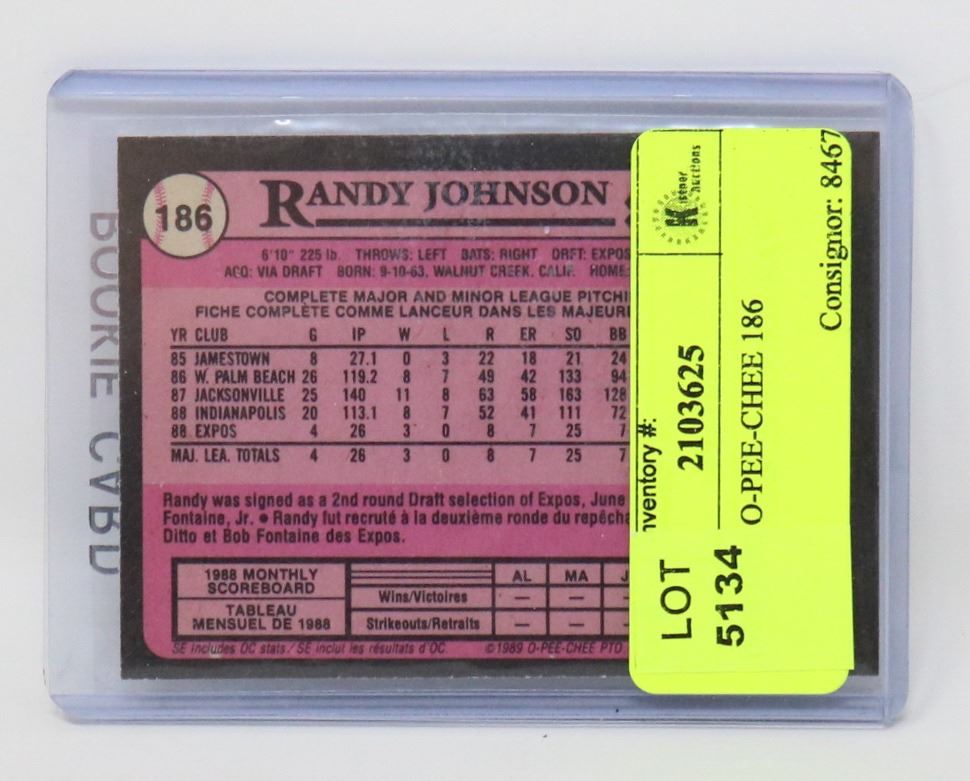 186
RANDY JOHNSON
6'10" 225 lb. THROWS: LEFT BATS: RIGHT DRFT: EXPOS
ACQ: VIA DRAFT BORN: 9-10-63, WALNUT CREEK, CALIF. HOME:
COMPLETE MAJOR AND MINOR LEAGUE
FICHE COMPLÈTE COMME LANCEUR DANS LES
YR CLUB G IP W L R ER SO BB
85 JAMESTOWN 8 27.1 0 3 22 18 21 24
86 W. PALM BEACH 26 119.2 8 7 49 42 133 94
87 JACKSONVILLE 25 140 11 8 63 58 163 128
88 INDIANAPOLIS 20 113.1 8 7 52 41 111 72
88 EXPOS 4 26 3 0 8 7 25 7
MAJ. LEA. TOTALS 4 26 3 0 8 7 25 7
Randy was signed as a 2nd round Draft selection of Expos, June
Fontaine, Jr. ● Randy fut recruté à la deuxième ronde du
Ditto et Bob Fontaine des Expos.
1988 MONTHLY
SCOREBOARD
TABLEAU
MENSUEL DE 1988
AL MA
Wins/Victoires — —
Strikeouts/Retraits — —
SE includes OC stats / SE inclut les résultats d'OC.
©1989 O-PEE-CHEE PTD
ROOKIE CARD
Kistner
Auctions
Consignor: 8467
nventory #:
2103625
O-PEE-CHEE 186
LOT
5134